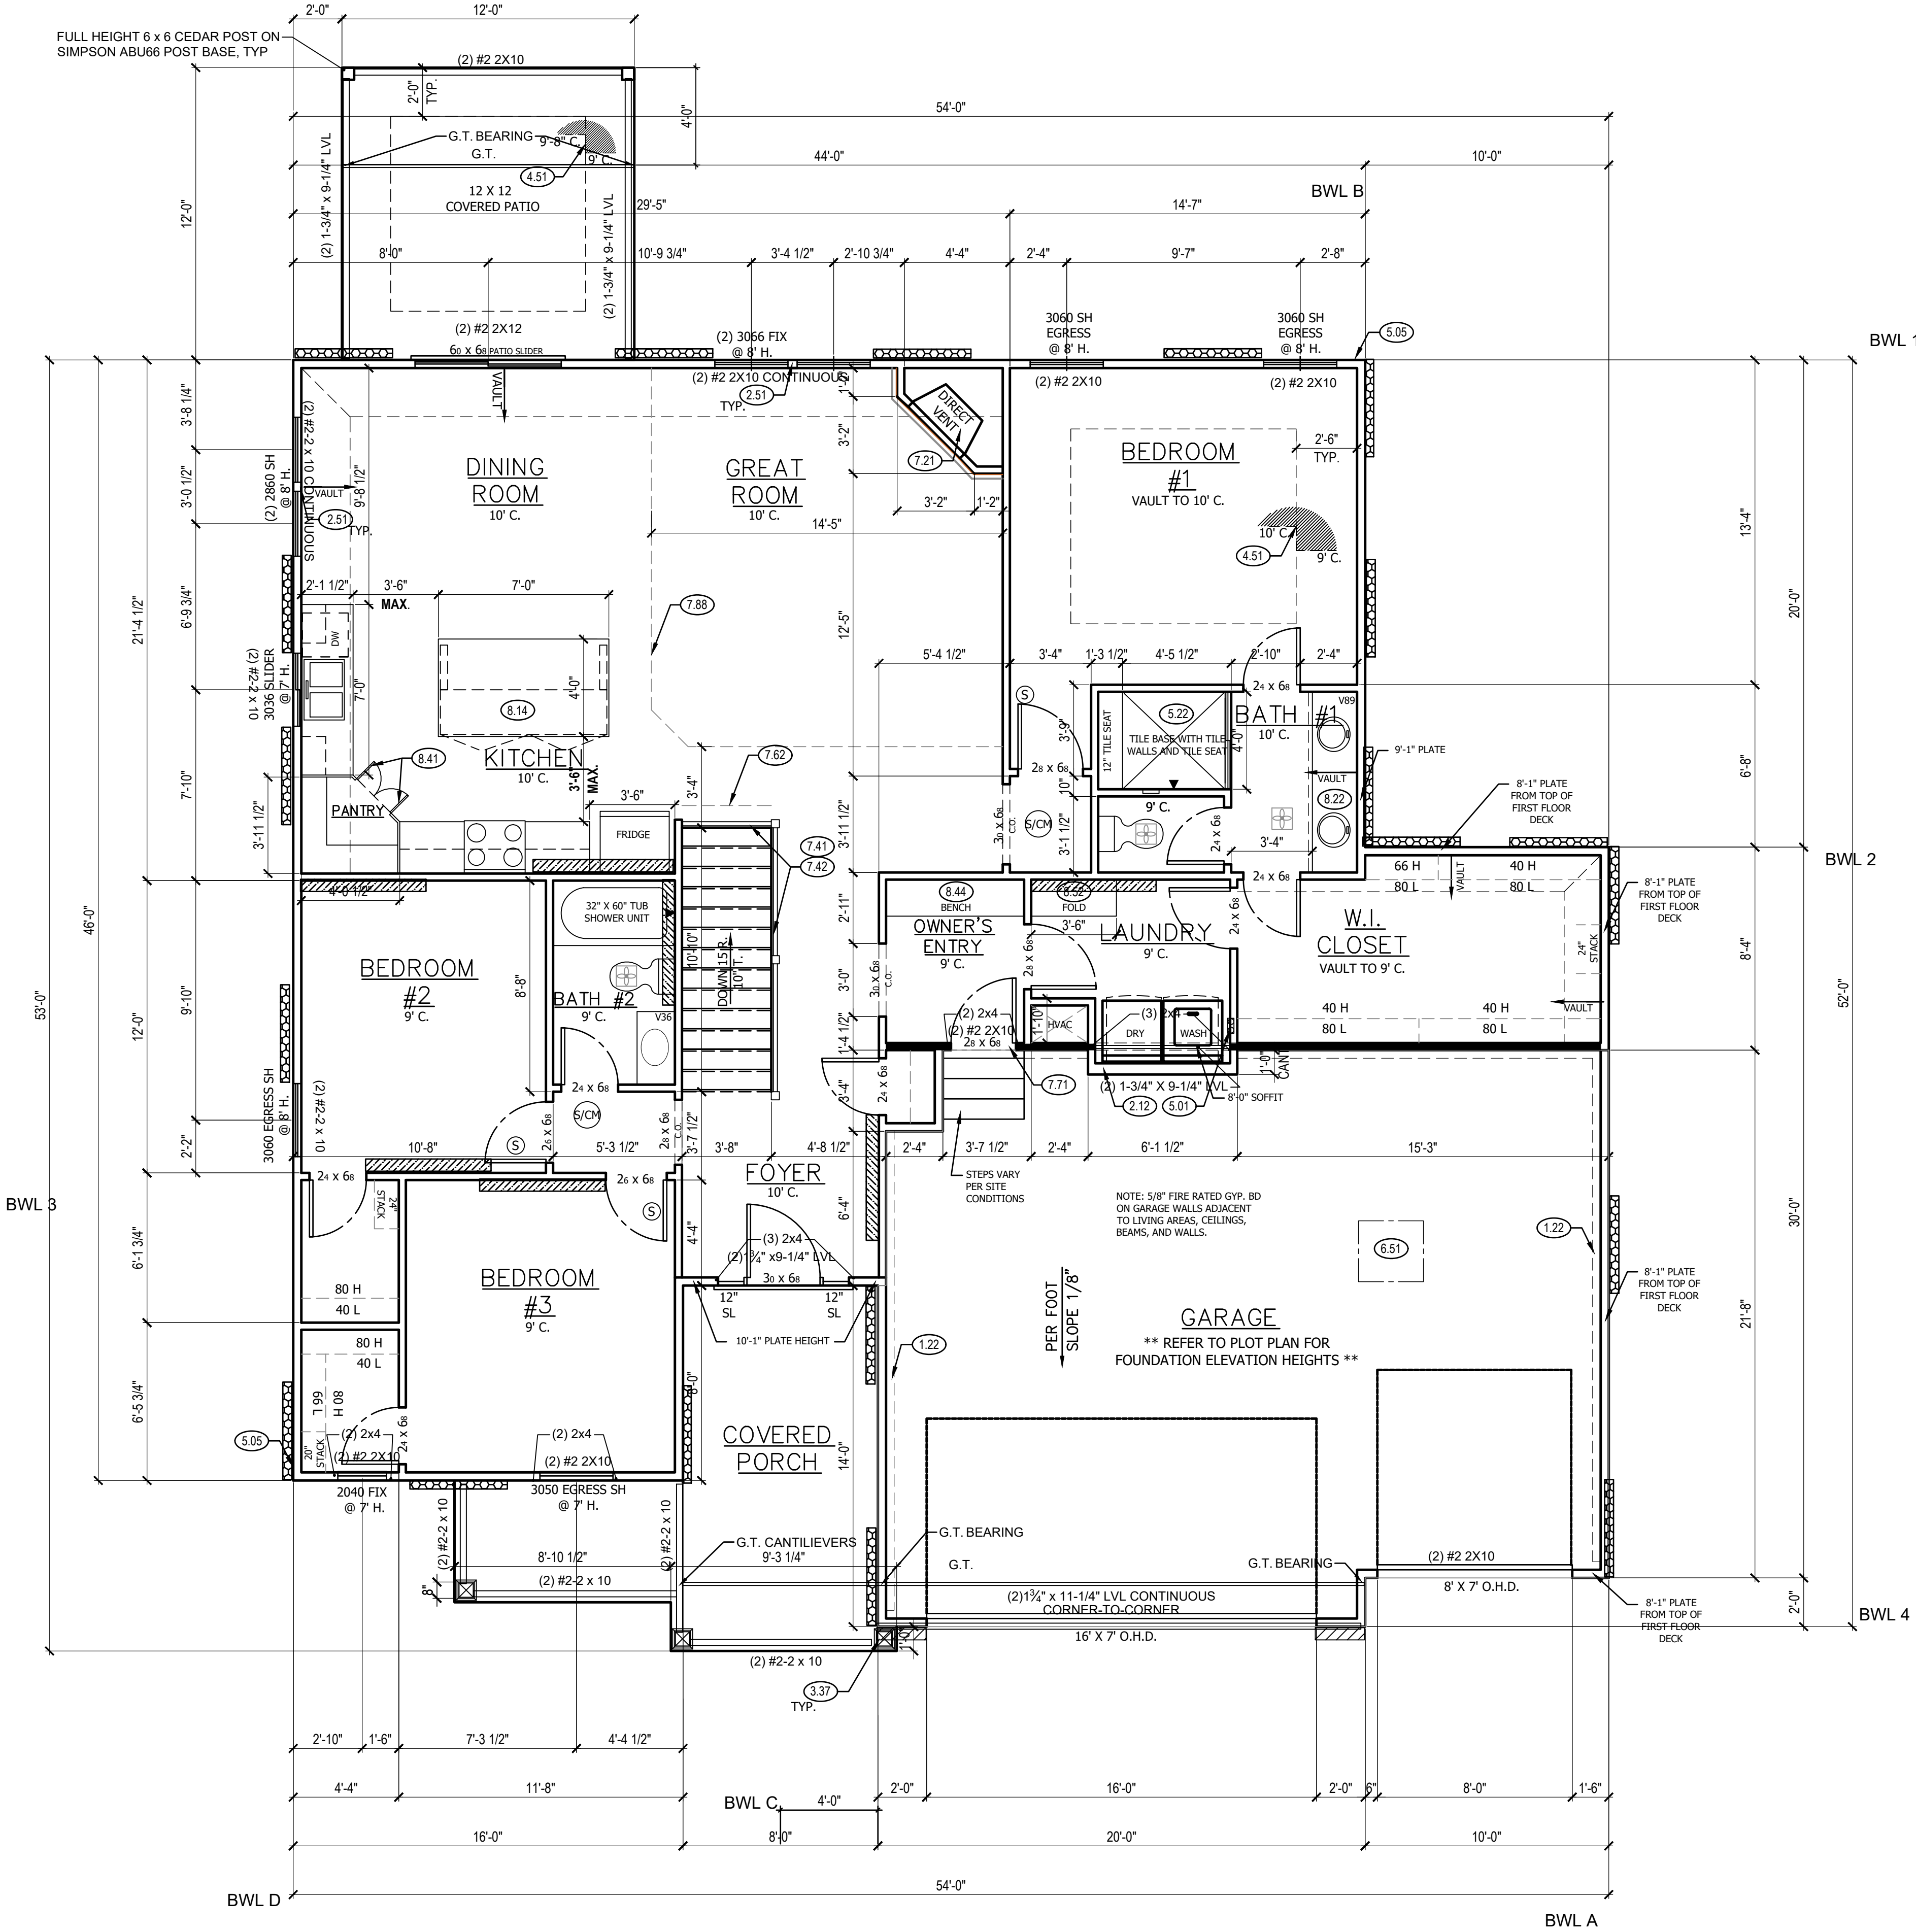 2'-0"
12'-0"
FULL HEIGHT 6 x 6 CEDAR POST ON
SIMPSON ABU66 POST BASE, TYP
(2) #2 2X10
2'-0"
TYP.
4'-0"
54'-0"
G.T. BEARING
G.T.
9'-8" C.
9' C.
4.51
44'-0"
10'-0"
12 X 12
COVERED PATIO
BWL B
(2) 1-3/4" x 9-1/4" LVL
(2) 1-3/4" x 9-1/4" LVL
12'-0"
29'-5"
14'-7"
8'-0"
10'-9 3/4"
3'-4 1/2"
2'-10 3/4"
4'-4"
2'-4"
9'-7"
2'-8"
(2) #2 2X12
60 x 68 PATIO SLIDER
(2) 3066 FIX
@ 8' H.
3060 SH
EGRESS
@ 8' H.
3060 SH
EGRESS
@ 8' H.
5.05
BWL 1
VAULT
(2) #2 2X10 CONTINUOUS
2.51
TYP.
(2) #2 2X10
(2) #2 2X10
DIRECT
VENT
7.21
3'-2"
3'-2"
1'-2"
3'-8 1/4"
3'-0 1/2"
(2) 2860 SH
@ 8' H.
(2) #2-2 x 10 CONTINUOUS
VAULT
2.51
TYP.
9'-8 1/2"
DINING
ROOM
10' C.
GREAT
ROOM
10' C.
14'-5"
BEDROOM
#1
VAULT TO 10' C.
2'-6"
TYP.
10' C.
9' C.
4.51
13'-4"
20'-0"
21'-4 1/2"
6'-9 3/4"
2'-1 1/2"
3'-6"
MAX.
7'-0"
7.88
12'-5"
DW
7'-0"
4'-0"
8.14
(2) #2-2 x 10
3036 SLIDER
@ 7' H.
5'-4 1/2"
3'-4"
1'-3 1/2"
4'-5 1/2"
2'-10"
2'-4"
24 x 68
S
V89
KITCHEN
10' C.
3'-6"
MAX.
7.62
3'-4"
8.41
7'-10"
3'-11 1/2"
PANTRY
3'-6"
FRIDGE
7.41
7.42
3'-9"
12" TILE SEAT
5.22
TILE BASE WITH TILE
WALLS AND TILE SEAT
4'-0"
BATH #1
10' C.
VAULT
8.22
9'-1" PLATE
6'-8"
28 x 68
10"
9' C.
3'-11 1/2"
30 x 68
C.O.
S/CM
3'-1 1/2"
24 x 68
3'-4"
24 x 68
8'-1" PLATE
FROM TOP OF
FIRST FLOOR
DECK
BWL 2
46'-0"
53'-0"
4'-0 1/2"
32" X 60" TUB
SHOWER UNIT
10'-10"
DOWN 15 R.
10" T.
2'-11"
8.44
BENCH
OWNER'S
ENTRY
9' C.
8.52
FOLD
3'-6"
LAUNDRY
9' C.
24 x 68
28 x 68
66 H
80 L
VAULT
40 H
80 L
W.I.
CLOSET
VAULT TO 9' C.
24"
STACK
8'-1" PLATE
FROM TOP OF
FIRST FLOOR
DECK
8'-4"
52'-0"
BEDROOM
#2
9' C.
8'-8"
BATH #2
9' C.
V36
3'-0"
30 x 68
C.O.
9'-10"
12'-0"
1'-4 1/2"
(2) 2x4
(2) #2 2X10
28 x 68
1'-10"
HVAC
DRY
(3) 2x4
WASH
40 H
80 L
40 H
80 L
VAULT
1'-0"
CANT
7.71
(2) 1-3/4" X 9-1/4" LVL
8'-0" SOFFIT
2.12
5.01
3'-4"
24 x 68
24 x 68
S/CM
3060 EGRESS SH
@ 8' H.
(2) #2-2 x 10
2'-2"
S
26 x 68
28 x 68
C.O.
3'-7 1/2"
10'-8"
5'-3 1/2"
3'-8"
4'-8 1/2"
2'-4"
3'-7 1/2"
2'-4"
6'-1 1/2"
15'-3"
BWL 3
24 x 68
24"
STACK
26 x 68
S
FOYER
10' C.
STEPS VARY
PER SITE
CONDITIONS
NOTE: 5/8" FIRE RATED GYP. BD
ON GARAGE WALLS ADJACENT
TO LIVING AREAS, CEILINGS,
BEAMS, AND WALLS.
1.22
30'-0"
6'-1 3/4"
4'-4"
6'-4"
(3) 2x4
(2)1¾" x9-1/4" LVL
30 x 68
12"
SL
12"
SL
6.51
80 H
40 L
BEDROOM
#3
9' C.
PER FOOT
SLOPE 1/8"
8'-1" PLATE
FROM TOP OF
FIRST FLOOR
DECK
10'-1" PLATE HEIGHT
1.22
GARAGE
** REFER TO PLOT PLAN FOR
FOUNDATION ELEVATION HEIGHTS **
21'-8"
80 H
40 L
80 H
66 L
6'-5 3/4"
8'-0"
5.05
20"
STACK
(2) 2x4
(2) #2 2X10
24 x 68
(2) 2x4
(2) #2 2X10
COVERED
PORCH
14'-0"
2040 FIX
@ 7' H.
3050 EGRESS SH
@ 7' H.
(2) #2-2 x 10
(2) #2-2 x 10
G.T. CANTILIEVERS
G.T. BEARING
G.T.
G.T. BEARING
8'-10 1/2"
9'-3 1/4"
8"
(2) #2-2 x 10
(2)1¾" x 11-1/4" LVL CONTINUOUS
CORNER-TO-CORNER
(2) #2 2X10
8' X 7' O.H.D.
16' X 7' O.H.D.
1'-0"
(2) #2-2 x 10
2'-0"
8'-1" PLATE
FROM TOP OF
FIRST FLOOR
DECK
BWL 4
3.37
TYP.
2'-10"
1'-6"
7'-3 1/2"
4'-4 1/2"
4'-4"
11'-8"
BWL C
4'-0"
2'-0"
16'-0"
2'-0"
6"
8'-0"
1'-6"
16'-0"
8'-0"
20'-0"
10'-0"
54'-0"
BWL D
BWL A